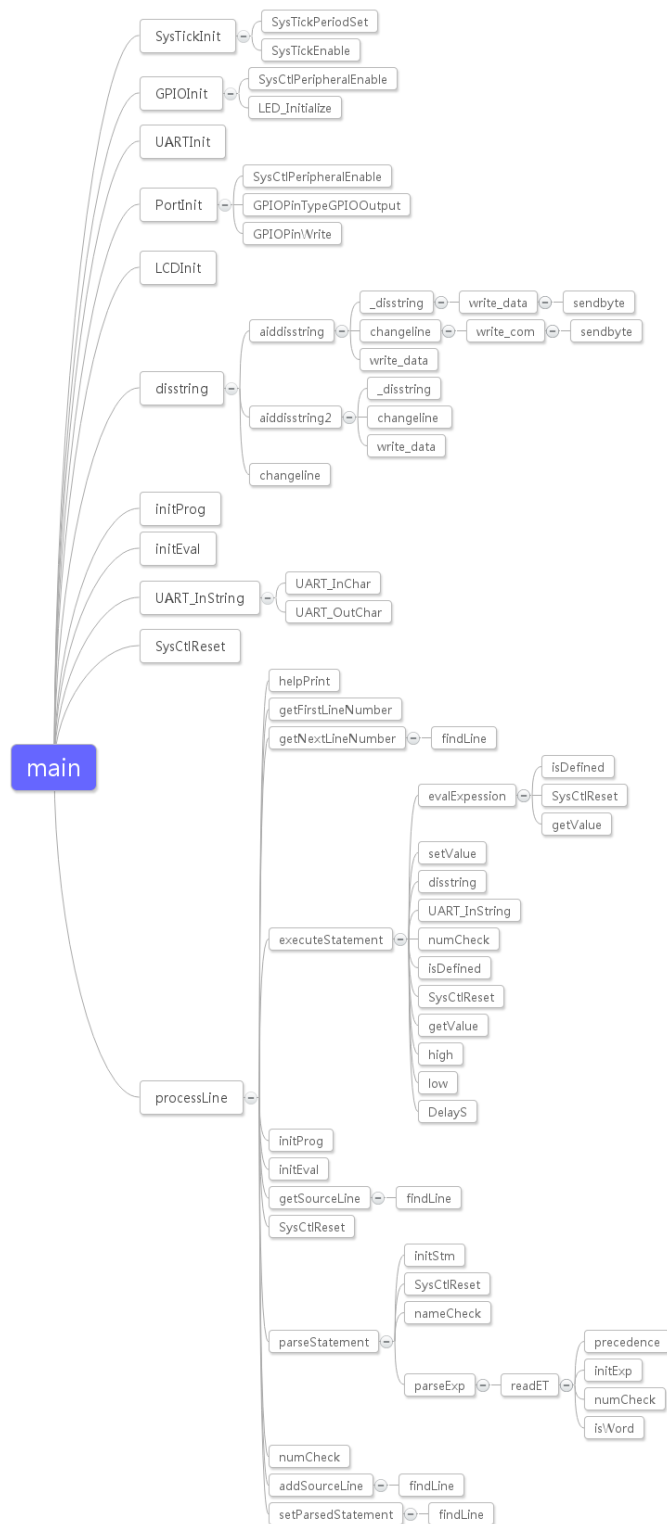 SysTickInit
SysTickPeriodSet
SysTickEnable
GPIOInit
SysCtlPeripheralEnable
LED_Initialize
UARTInit
PortInit
SysCtlPeripheralEnable
GPIOPinTypeGPIOOutput
GPIOPinWrite
LCDInit
disstring
aiddisstring
_disstring
write_data
sendbyte
changeline
write_com
sendbyte
write_data
aiddisstring2
_disstring
changeline
write_data
changeline
initProg
initEval
UART_InString
UART_InChar
UART_OutChar
SysCtlReset
main
processLine
helpPrint
getFirstLineNumber
getNextLineNumber
findLine
executeStatement
evalExpession
isDefined
SysCtlReset
getValue
setValue
disstring
UART_InString
numCheck
isDefined
SysCtlReset
getValue
high
low
DelayS
initProg
initEval
getSourceLine
findLine
SysCtlReset
parseStatement
initStm
SysCtlReset
nameCheck
parseExp
readET
precedence
initExp
numCheck
isWord
numCheck
addSourceLine
findLine
setParsedStatement
findLine